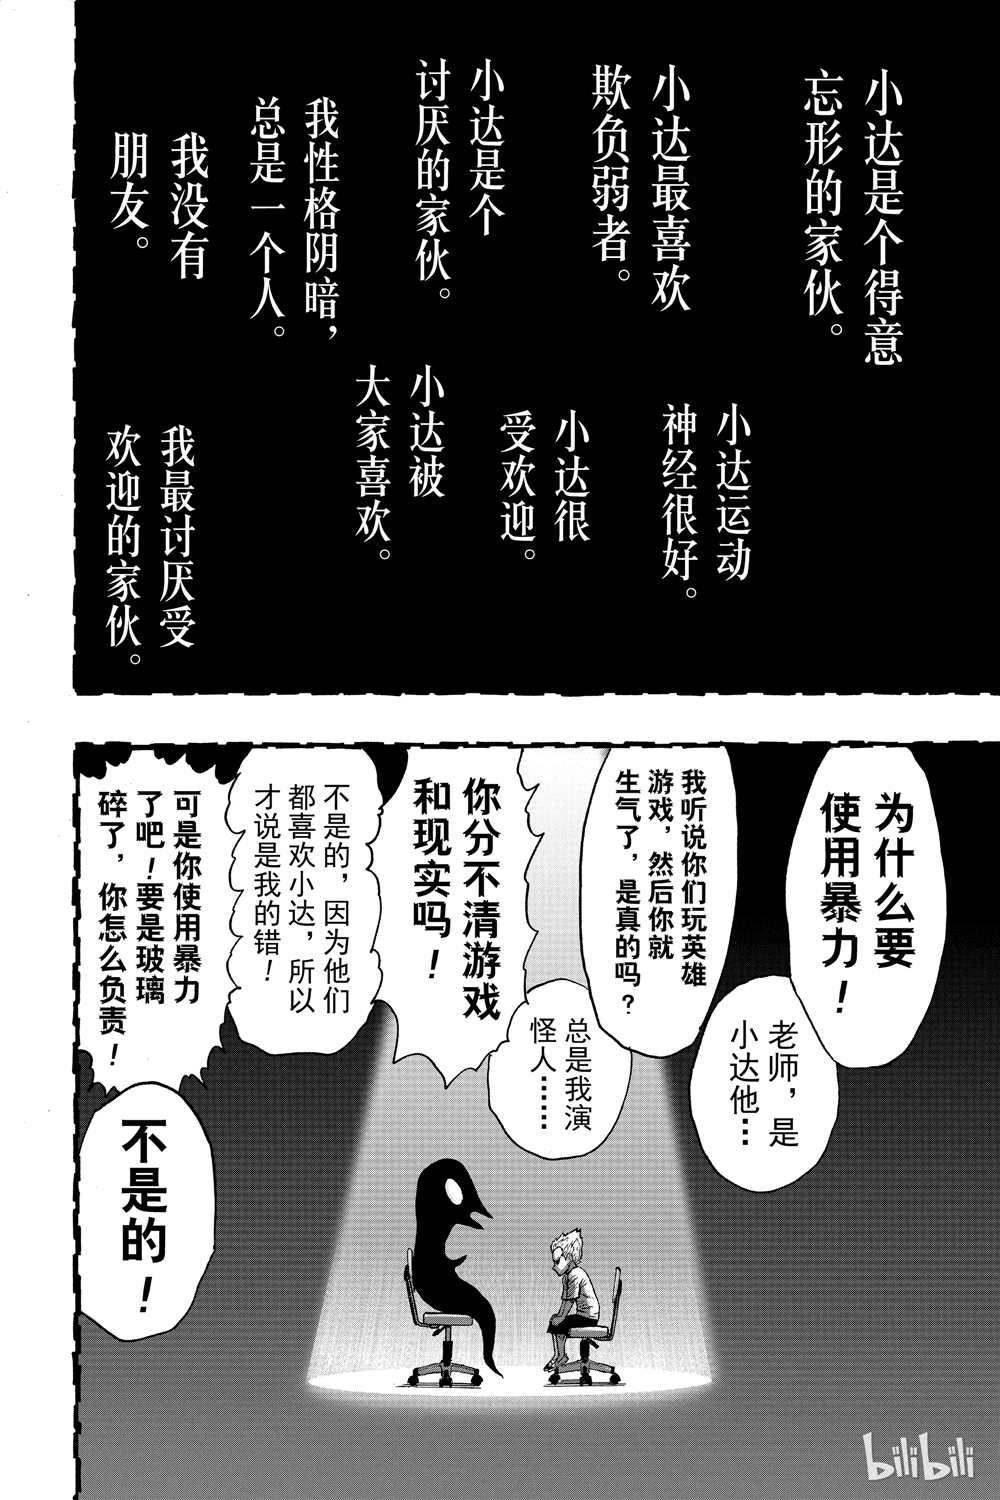 小达是个得意
忘形的家伙。
小达最喜欢
欺负弱者。
小达运动
神经很好。
小达是个
讨厌的家伙。
小达很
受欢迎。
小达被
大家喜欢。
我性格阴暗，
总是一个人。
我没有
朋友。
我最讨厌受
欢迎的家伙。
为什么要
使用暴力！
老师，是
小达他…
我听说你们玩英雄
游戏，然后你就
生气了，是真的吗？
总是我演
怪人……
你分不清游戏
和现实吗！
不是的，因为他们
都喜欢小达，所以
才说是我的错！
可是你使用暴力
了吧！要是玻璃
碎了，你怎么负责！
不是的！
bilibili